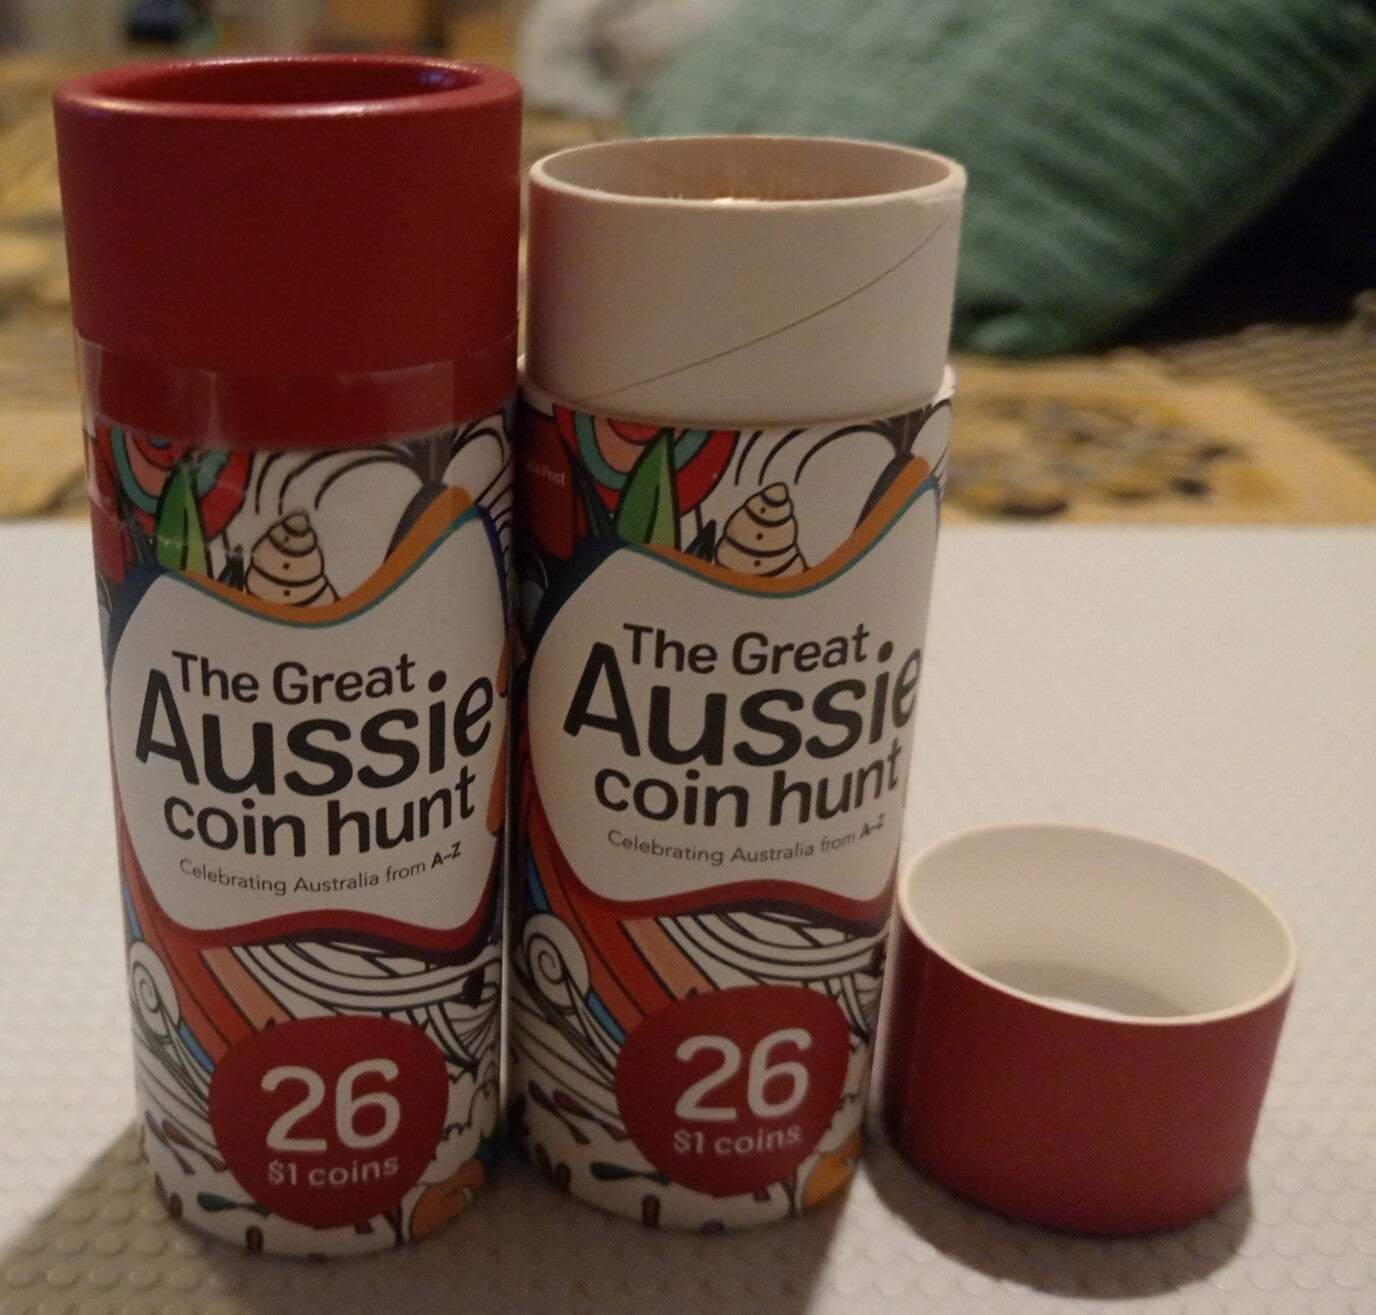 The Great
Aussie
coin hunt
Celebrating Australia from A-Z
26
$1 coins
Post
The Great
Aussie
coin hunt
Celebrating Australia from A-Z
26
$1 coins